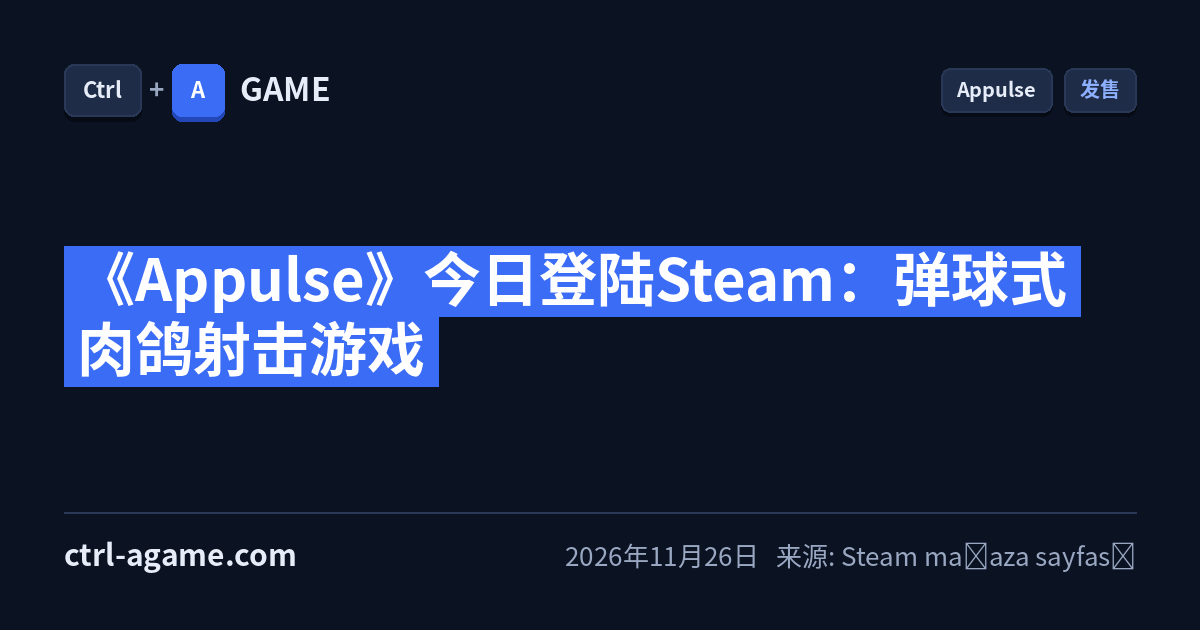 Ctrl + A GAME
Appulse 发售
《Appulse》今日登陆Steam：弹球式
肉鸽射击游戏
ctrl-agame.com
2026年11月26日 来源: Steam ma☒aza sayfas☒